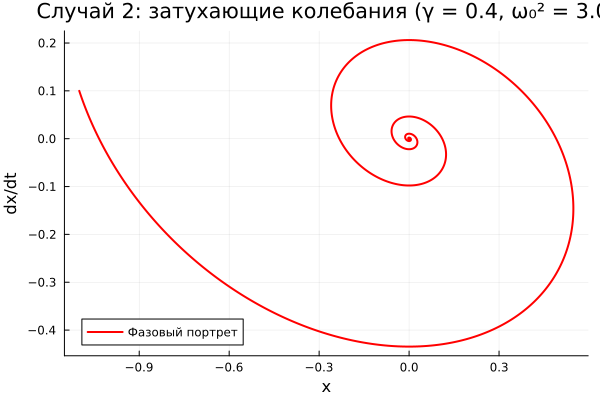 Случай 2: затухающие колебания (γ = 0.4, ω₀² = 3.0
0.2
0.1
0.0
−0.1
−0.2
−0.3
−0.4
dx/dt
Фазовый портрет
−0.9 −0.6 −0.3 0.0 0.3
x